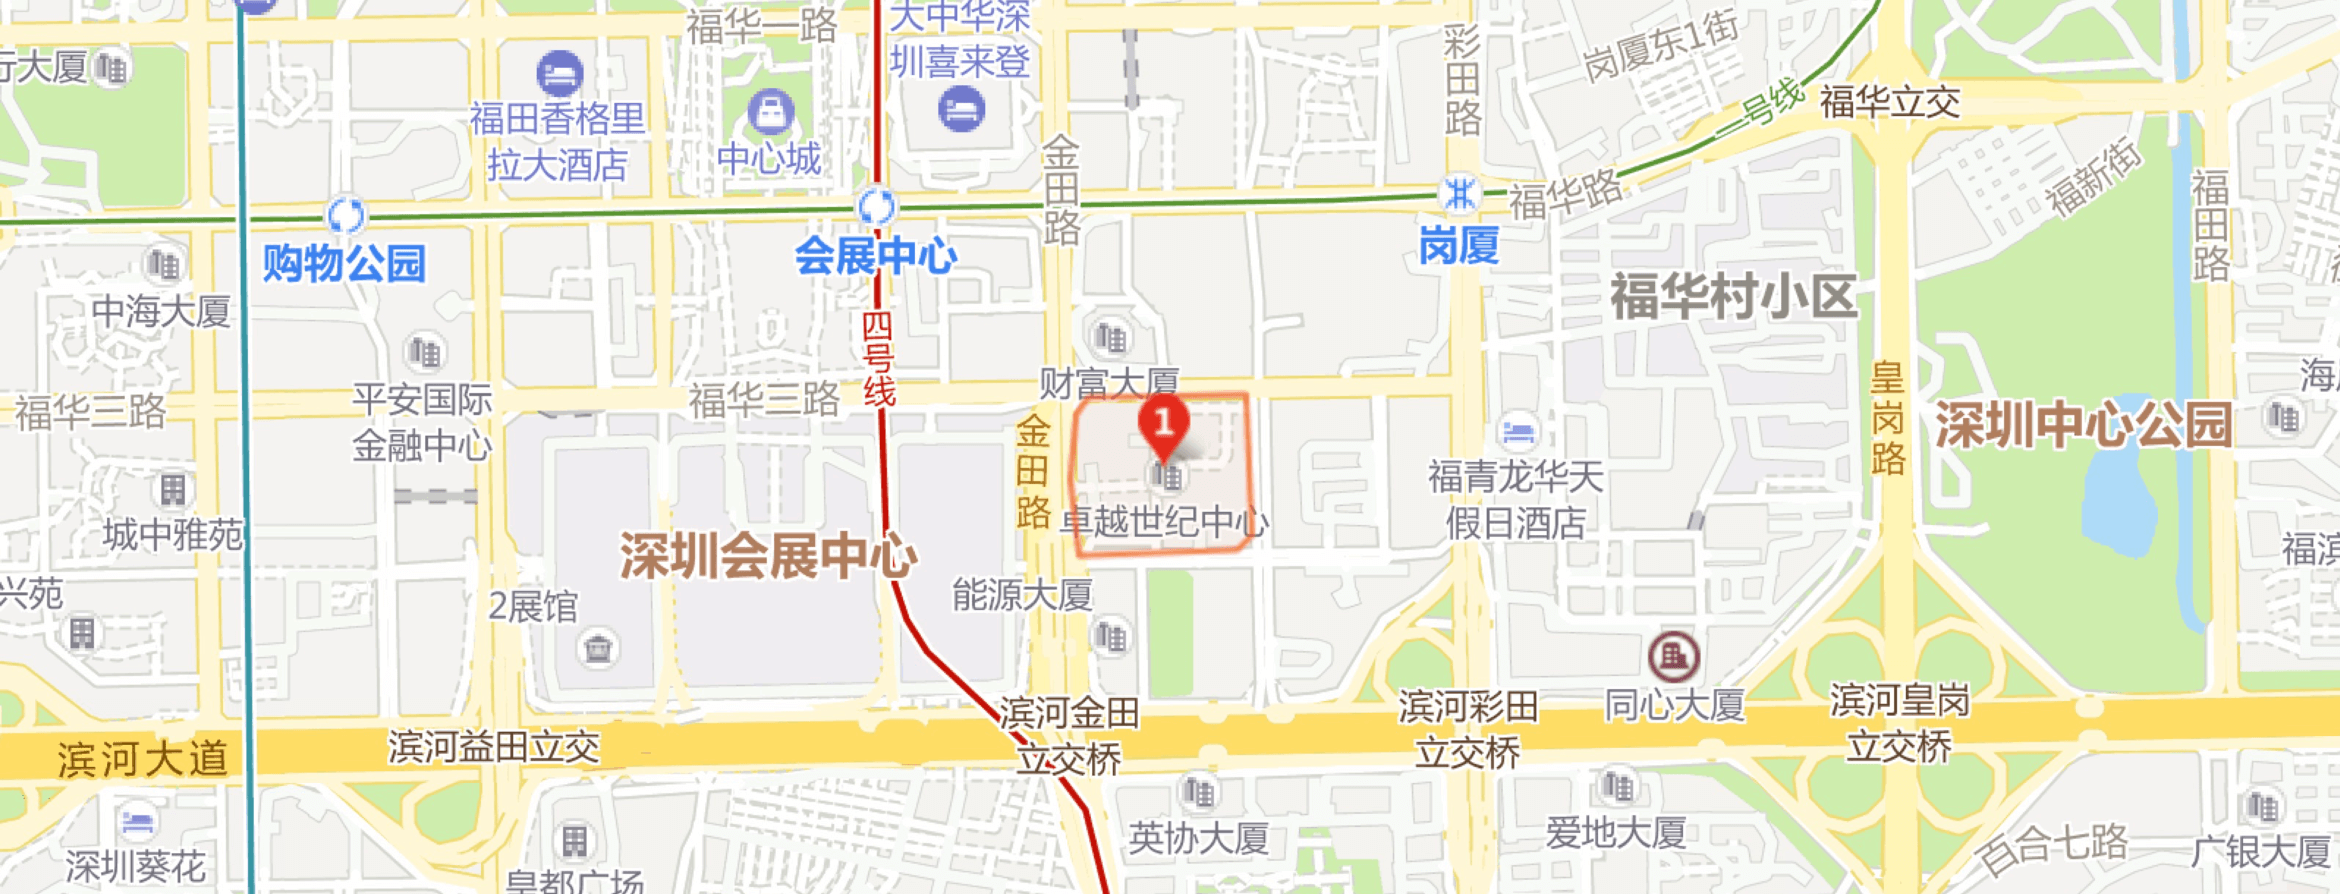 福华一路
大中华深
圳喜来登
彩田路
岗厦东1街
行大厦
福田香格里
拉大酒店
中心城
一号线
福华立交
金田路
福华路
福新街
福田路
购物公园
会展中心
岗厦
中海大厦
福华村小区
四号线
平安国际
金融中心
福华三路
福华三路
财富大厦
1
皇岗路
深圳中心公园
海
金田路
卓越世纪中心
福青龙华天
假日酒店
城中雅苑
深圳会展中心
福滨
兴苑
2展馆
能源大厦
同心大厦
滨河大道
滨河益田立交
滨河金田
立交桥
滨河彩田
立交桥
滨河皇岗
立交桥
深圳葵花
皇都广场
英协大厦
爱地大厦
百合七路
广银大厦